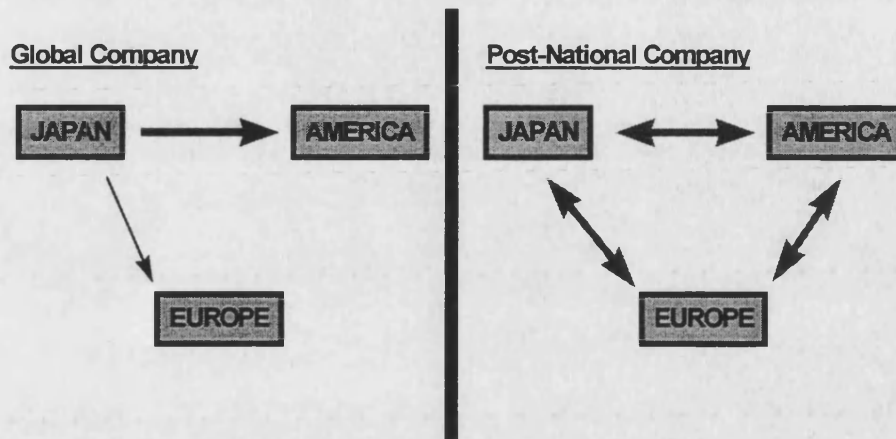 Global Company
JAPAN
AMERICA
EUROPE
Post-National Company
JAPAN
AMERICA
EUROPE